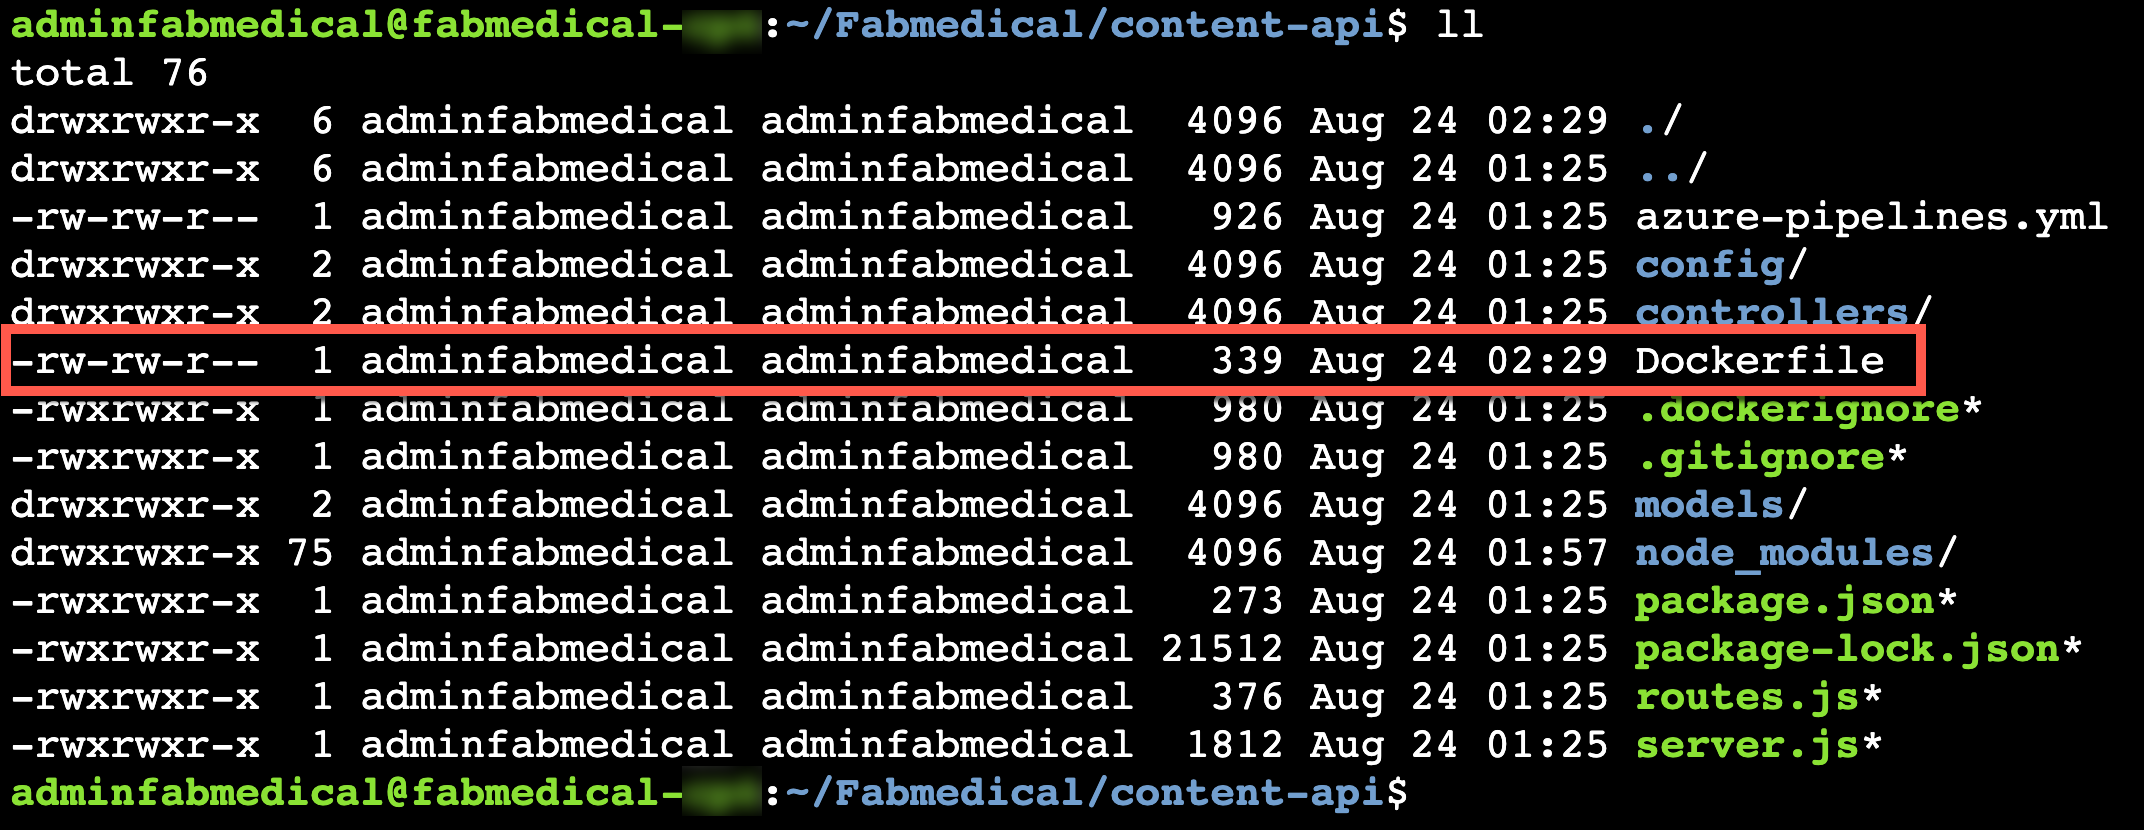 adminfabmedical@fabmedical-:~/Fabmedical/content-api$ ll
total 76
drwxrwxr-x  6 adminfabmedical adminfabmedical  4096 Aug 24 02:29 ./
drwxrwxr-x  6 adminfabmedical adminfabmedical  4096 Aug 24 01:25 ../
-rw-rw-r--  1 adminfabmedical adminfabmedical   926 Aug 24 01:25 azure-pipelines.yml
drwxrwxr-x  2 adminfabmedical adminfabmedical  4096 Aug 24 01:25 config/
drwxrwxr-x  2 adminfabmedical adminfabmedical  4096 Aug 24 01:25 controllers/
-rw-rw-r--  1 adminfabmedical adminfabmedical   339 Aug 24 02:29 Dockerfile
-rwxrwxr-x  1 adminfabmedical adminfabmedical   980 Aug 24 01:25 .dockerignore*
-rwxrwxr-x  1 adminfabmedical adminfabmedical   980 Aug 24 01:25 .gitignore*
drwxrwxr-x  2 adminfabmedical adminfabmedical  4096 Aug 24 01:25 models/
drwxrwxr-x 75 adminfabmedical adminfabmedical  4096 Aug 24 01:57 node_modules/
-rwxrwxr-x  1 adminfabmedical adminfabmedical   273 Aug 24 01:25 package.json*
-rwxrwxr-x  1 adminfabmedical adminfabmedical 21512 Aug 24 01:25 package-lock.json*
-rwxrwxr-x  1 adminfabmedical adminfabmedical   376 Aug 24 01:25 routes.js*
-rwxrwxr-x  1 adminfabmedical adminfabmedical  1812 Aug 24 01:25 server.js*
adminfabmedical@fabmedical-:~/Fabmedical/content-api$